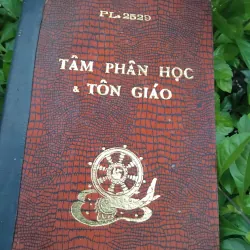 PL. 2529
TÂM PHÂN HỌC
& TÔN GIÁO